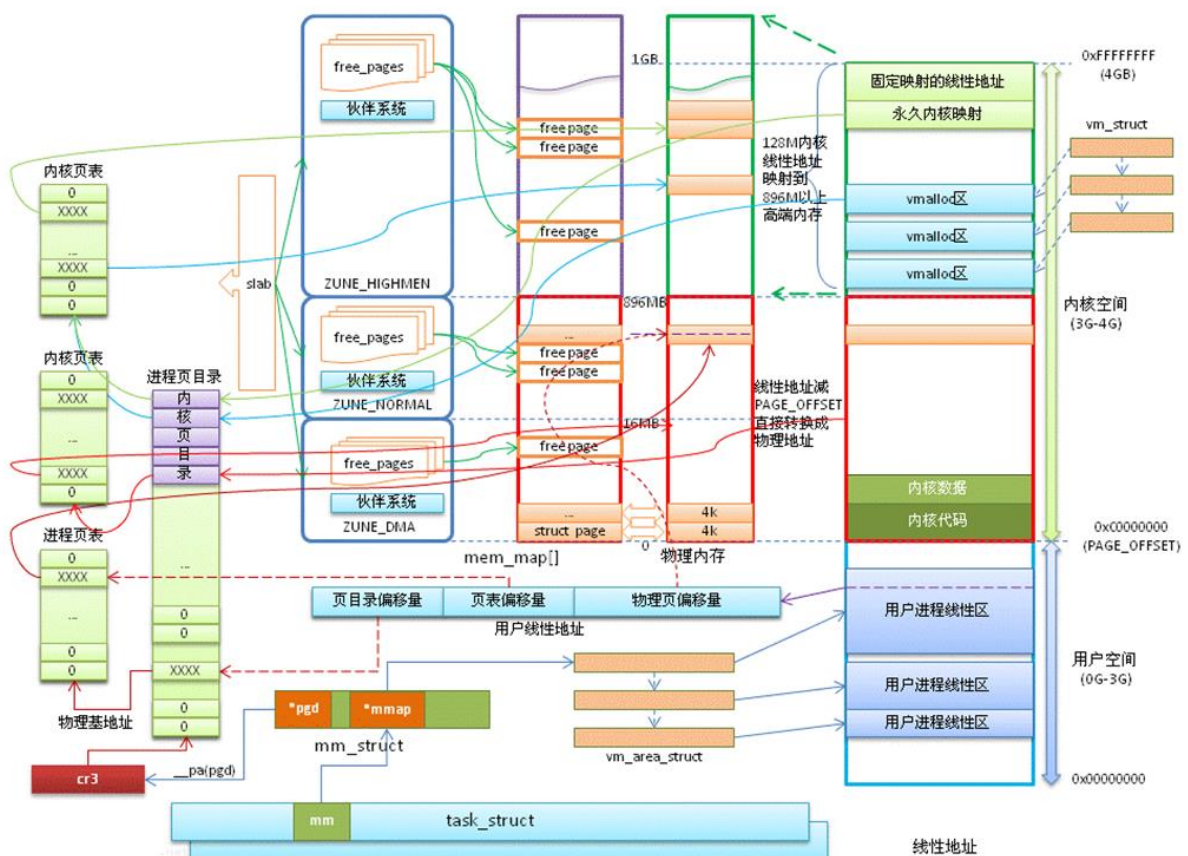 free_pages
伙伴系统
ZUNE_HIGHMEN
free_pages
伙伴系统
ZUNE_NORMAL
free_pages
伙伴系统
ZUNE_DMA
slab
内核页表
0
XXXX
...
XXXX
0
0
内核页表
0
XXXX
...
XXXX
0
进程页表
0
XXXX
...
0
0
物理基地址
进程页目录
内
核
页
目
录
...
0
0
XXXX
0
0
free page
free page
free page
...
free page
free page
free page
...
struct page
mem_map[]
1GB
896MB
16MB
0
4k
4k
物理内存
128M内核
线性地址
映射到
896M以上
高端内存
线性地址减
PAGE_OFFSET
直接转换成
物理地址
固定映射的线性地址
永久内核映射
vmalloc区
vmalloc区
vmalloc区
内核数据
内核代码
用户进程线性区
用户进程线性区
用户进程线性区
0xFFFFFFFF
(4GB)
vm_struct
内核空间
(3G-4G)
0xC0000000
(PAGE_OFFSET)
用户空间
(0G-3G)
0x00000000
线性地址
页目录偏移量
页表偏移量
物理页偏移量
用户线性地址
*pgd
*mmap
mm_struct
vm_area_struct
cr3
__pa(pgd)
mm
task_struct